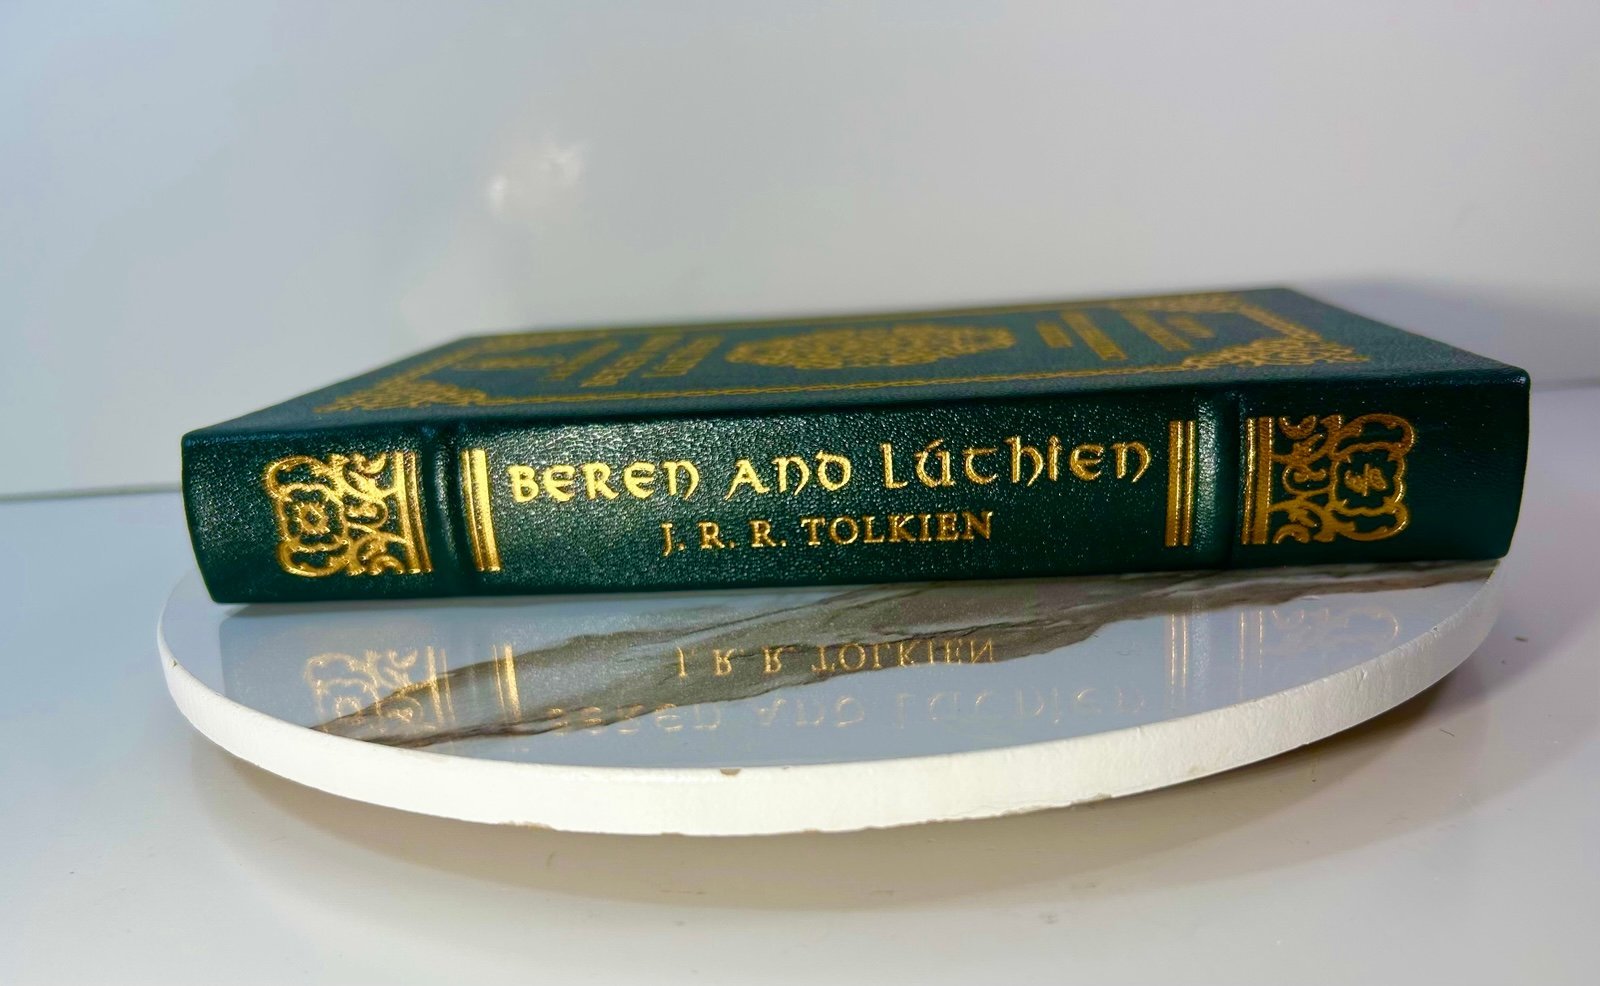 BEREN AND LÚTHIEN
J. R. R. TOLKIEN